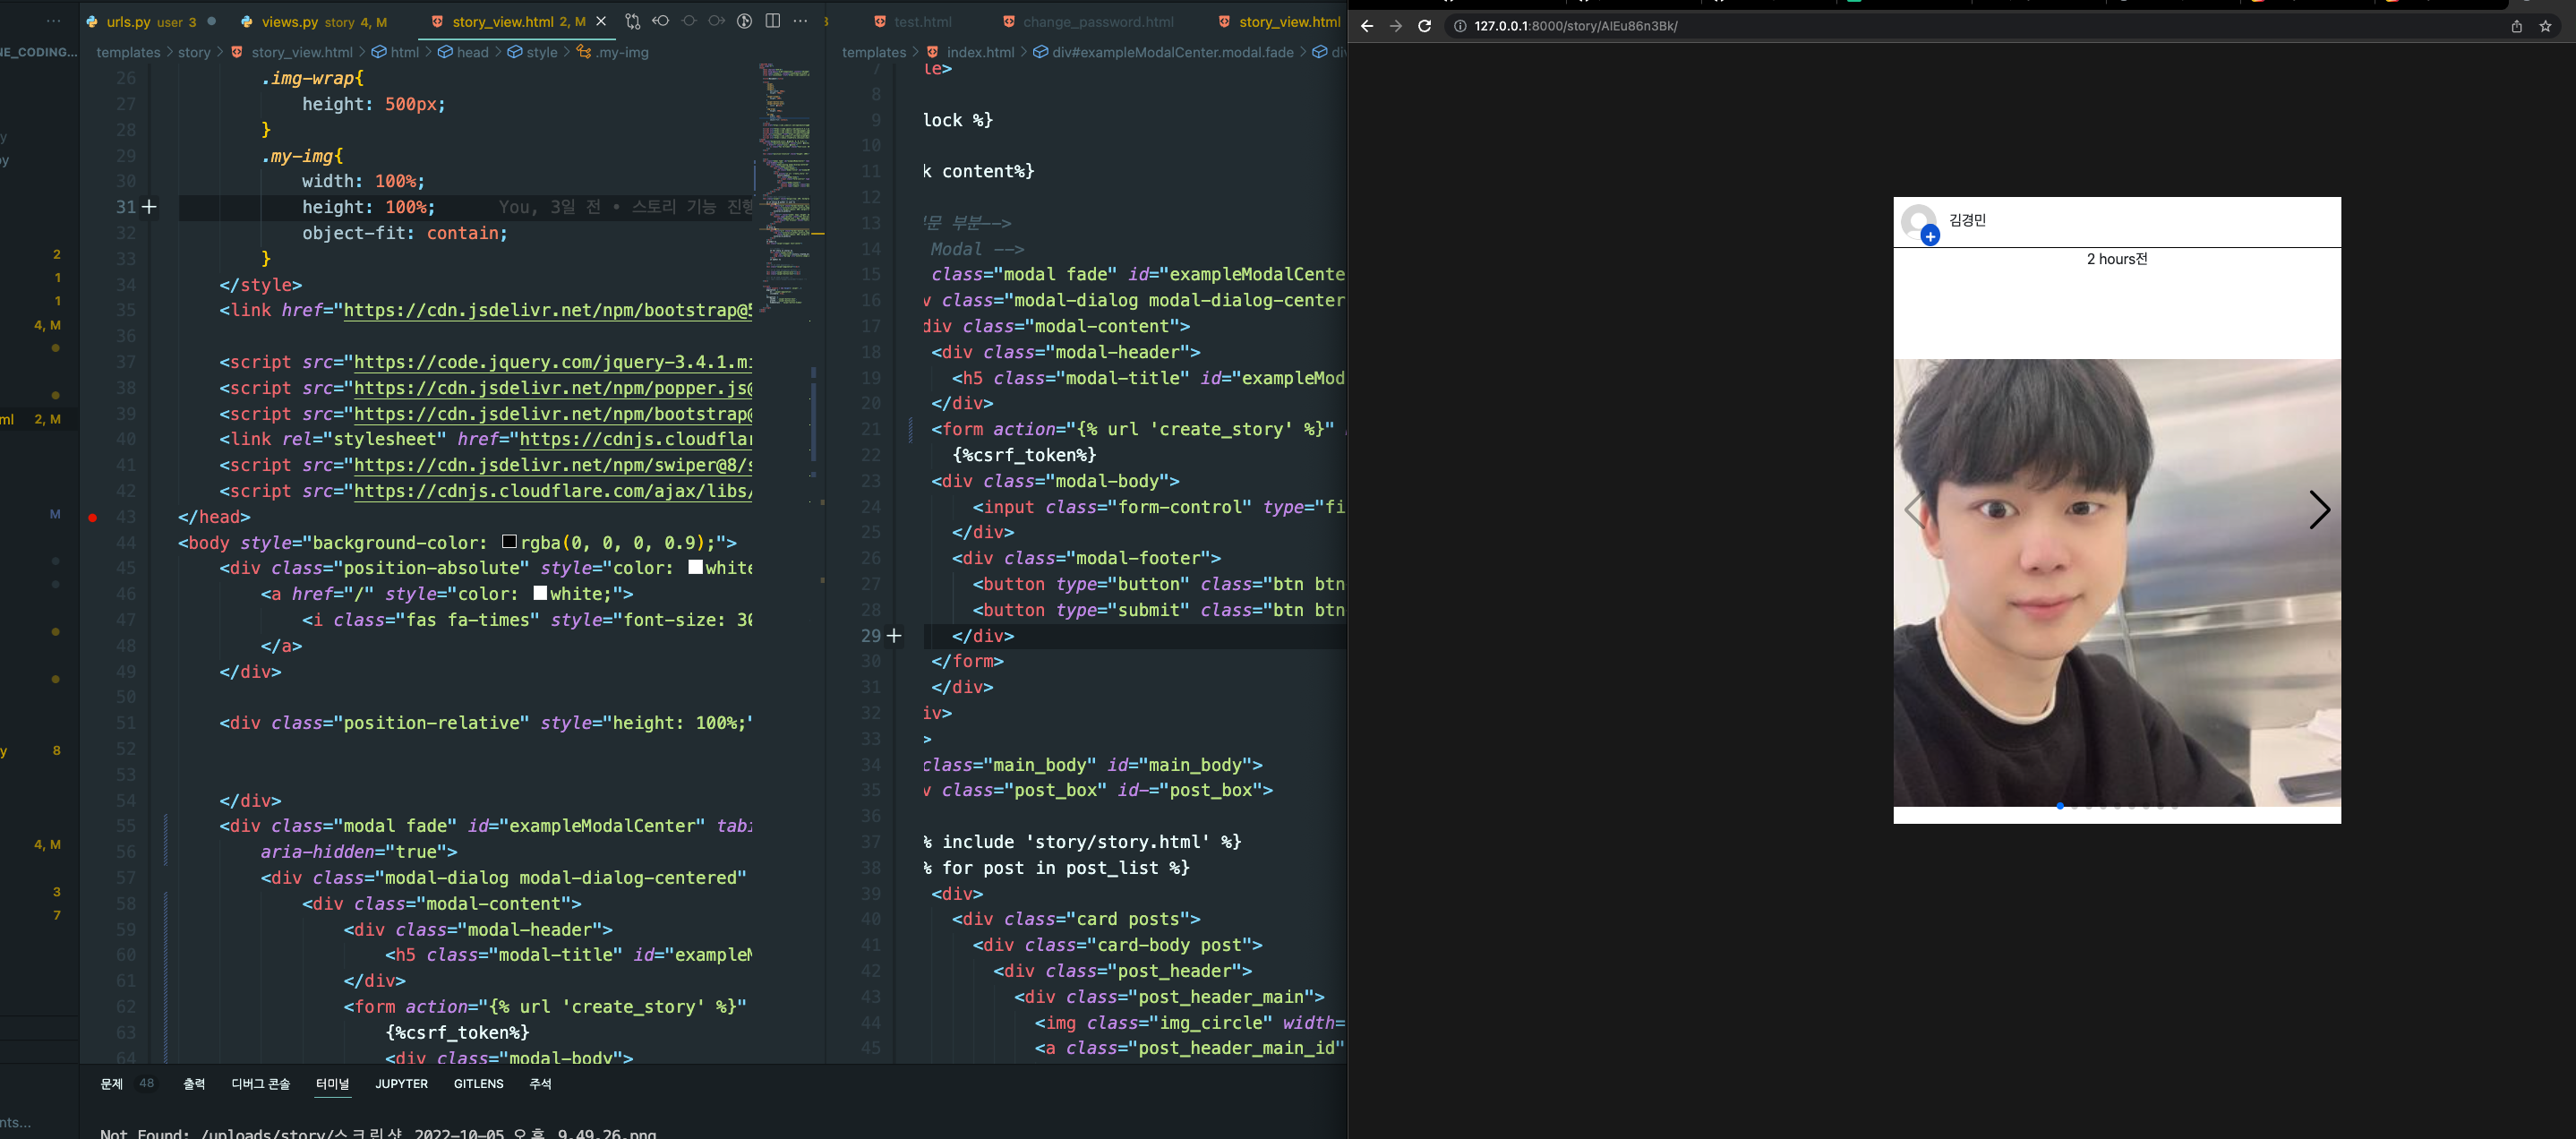 urls.py user 3
views.py story 4, M
story_view.html 2, M
test.html
change_password.html
story_view.html
127.0.0.1:8000/story/AlEu86n3Bk/
NE_CODING...
templates > story > story_view.html > html > head > style > .my-img
templates > index.html > div#exampleModalCenter.modal.fade >
y
py
2
1
1
4, M
ml 2, M
M
y 8
4, M
3
7
nts...
26 .img-wrap{
27 height: 500px;
28 }
29 .my-img{
30 width: 100%;
31 height: 100%; You, 3일 전 • 스토리 기능 진행
32 object-fit: contain;
33 }
34 </style>
35 <link href="https://cdn.jsdelivr.net/npm/bootstrap@5
36
37 <script src="https://code.jquery.com/jquery-3.4.1.mi
38 <script src="https://cdn.jsdelivr.net/npm/popper.js@
39 <script src="https://cdn.jsdelivr.net/npm/bootstrap@
40 <link rel="stylesheet" href="https://cdnjs.cloudflar
41 <script src="https://cdn.jsdelivr.net/npm/swiper@8/s
42 <script src="https://cdnjs.cloudflare.com/ajax/libs/
43 </head>
44 <body style="background-color: rgba(0, 0, 0, 0.9);">
45 <div class="position-absolute" style="color: white
46 <a href="/" style="color: white;">
47 <i class="fas fa-times" style="font-size: 30
48 </a>
49 </div>
50
51 <div class="position-relative" style="height: 100%;"
52
53
54 </div>
55 <div class="modal fade" id="exampleModalCenter" tabi
56 aria-hidden="true">
57 <div class="modal-dialog modal-dialog-centered"
58 <div class="modal-content">
59 <div class="modal-header">
60 <h5 class="modal-title" id="exampleM
61 </div>
62 <form action="{% url 'create_story' %}"
63 {%csrf_token%}
64 <div class="modal-body">
7 le>
8
9 lock %}
10
11 k content%}
12
13 문 부분-->
14 Modal -->
15 class="modal fade" id="exampleModalCente
16 v class="modal-dialog modal-dialog-center
17 div class="modal-content">
18 <div class="modal-header">
19 <h5 class="modal-title" id="exampleMod
20 </div>
21 <form action="{% url 'create_story' %}"
22 {%csrf_token%}
23 <div class="modal-body">
24 <input class="form-control" type="fi
25 </div>
26 <div class="modal-footer">
27 <button type="button" class="btn btn
28 <button type="submit" class="btn btn
29 </div>
30 </form>
31 </div>
32 iv>
33 >
34 class="main_body" id="main_body">
35 v class="post_box" id-="post_box">
36
37 % include 'story/story.html' %}
38 % for post in post_list %}
39 <div>
40 <div class="card posts">
41 <div class="card-body post">
42 <div class="post_header">
43 <div class="post_header_main">
44 <img class="img_circle" width=
45 <a class="post_header_main_id"
문제 48 출력 디버그 콘솔 터미널 JUPYTER GITLENS 주석
Not Found: /uploads/story/스크린샷 2022-10-05 오후 9.49.26.png
김경민
2 hours전